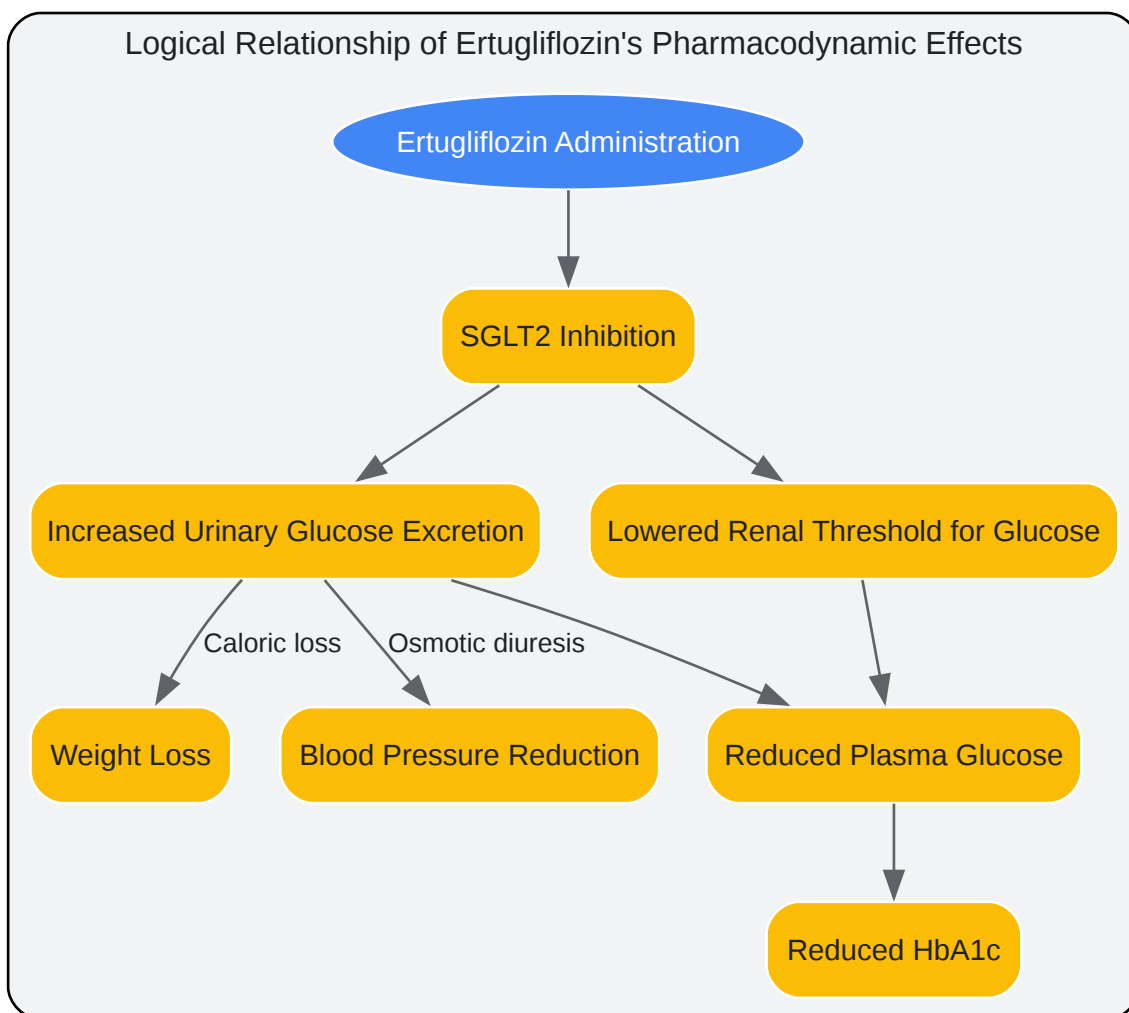 Logical Relationship of Ertugliflozin's Pharmacodynamic Effects
Ertugliflozin Administration
SGLT2 Inhibition
Increased Urinary Glucose Excretion
Lowered Renal Threshold for Glucose
Caloric loss
Osmotic diuresis
Weight Loss
Blood Pressure Reduction
Reduced Plasma Glucose
Reduced HbA1c